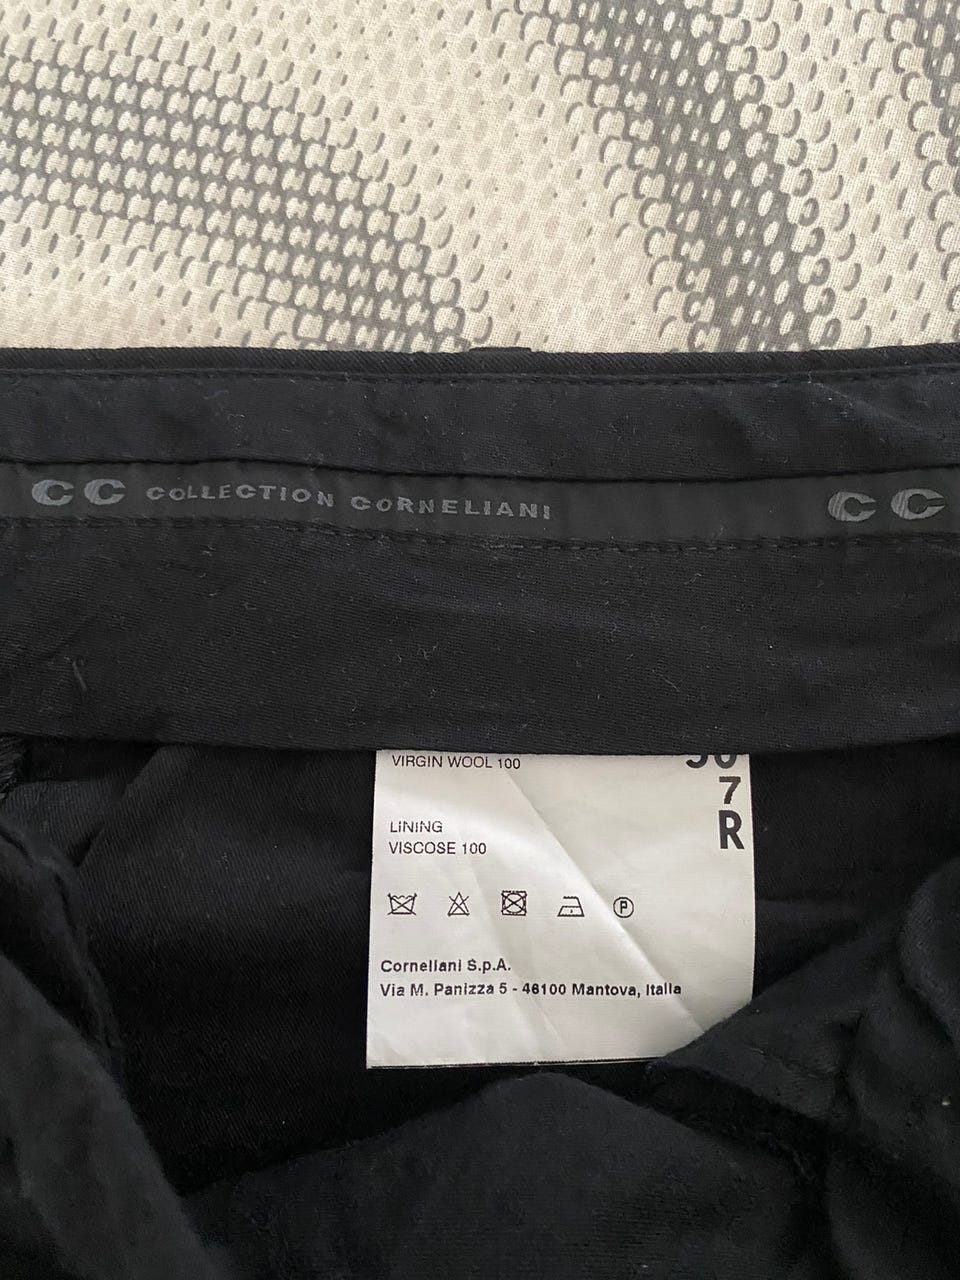 CC COLLECTION CORNELIANI CC
VIRGIN WOOL 100
7
R
LINING
VISCOSE 100
P
Corneliani S.p.A.
Via M. Panizza 5 - 46100 Mantova, Italia